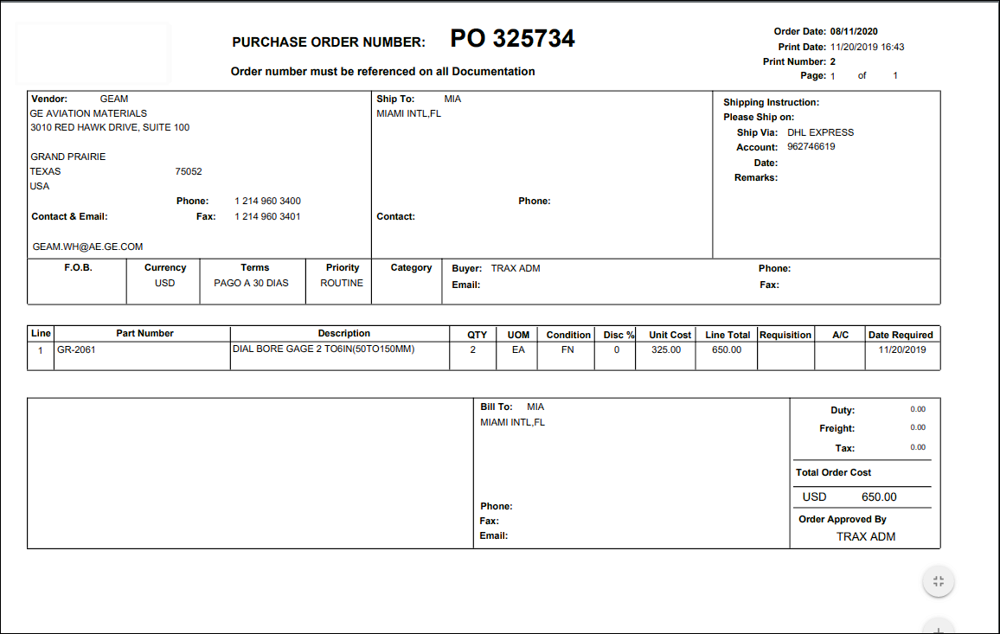 PURCHASE ORDER NUMBER: PO 325734
Order number must be referenced on all Documentation
Order Date: 08/11/2020
Print Date: 11/20/2019 16:43
Print Number: 2
Page: 1 of 1
Vendor: GEAM
GE AVIATION MATERIALS
3010 RED HAWK DRIVE, SUITE 100
GRAND PRAIRIE
TEXAS 75052
USA
Phone: 1 214 960 3400
Contact & Email: Fax: 1 214 960 3401
GEAM.WH@AE.GE.COM
Ship To: MIA
MIAMI INTL,FL
Phone:
Contact:
Shipping Instruction:
Please Ship on:
Ship Via: DHL EXPRESS
Account: 962746619
Date:
Remarks:
F.O.B. Currency Terms Priority Category
USD PAGO A 30 DIAS ROUTINE
Buyer: TRAX ADM Phone:
Email: Fax:
Line Part Number Description QTY UOM Condition Disc % Unit Cost Line Total Requisition A/C Date Required
1 GR-2061 DIAL BORE GAGE 2 TO6IN(50TO150MM) 2 EA FN 0 325.00 650.00 11/20/2019
Bill To: MIA
MIAMI INTL,FL
Phone:
Fax:
Email:
Duty: 0.00
Freight: 0.00
Tax: 0.00
Total Order Cost
USD 650.00
Order Approved By
TRAX ADM